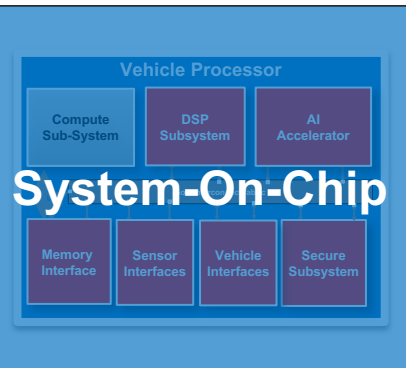 Vehicle Processor
Compute
Sub-System
DSP
Subsystem
AI
Accelerator
System-On-Chip
Memory
Interface
Sensor
Interfaces
Vehicle
Interfaces
Secure
Subsystem